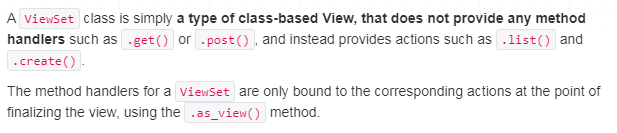 A ViewSet class is simply a type of class-based View, that does not provide any method
handlers such as .get() or .post() , and instead provides actions such as .list() and
.create() .
The method handlers for a ViewSet are only bound to the corresponding actions at the point of
finalizing the view, using the .as_view() method.